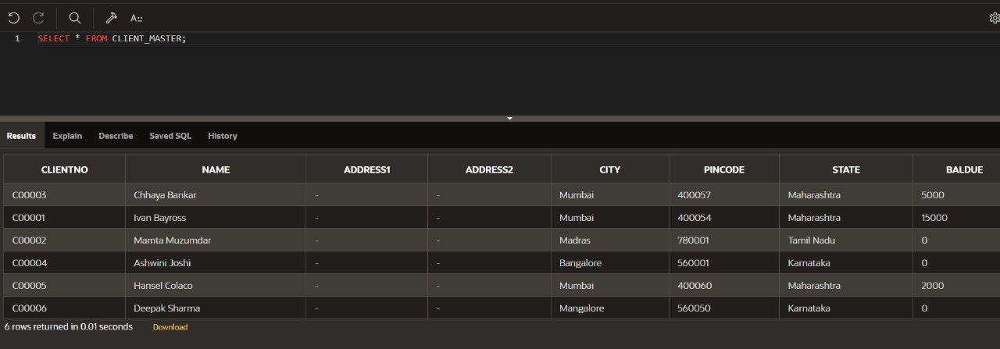 A::
1 SELECT * FROM CLIENT_MASTER;
Results Explain Describe Saved SQL History
CLIENTNO NAME ADDRESS1 ADDRESS2 CITY PINCODE STATE BALDUE
C00003 Chhaya Bankar - - Mumbai 400057 Maharashtra 5000
C00001 Ivan Bayross - - Mumbai 400054 Maharashtra 15000
C00002 Mamta Muzumdar - - Madras 780001 Tamil Nadu 0
C00004 Ashwini Joshi - - Bangalore 560001 Karnataka 0
C00005 Hansel Colaco - - Mumbai 400060 Maharashtra 2000
C00006 Deepak Sharma - - Mangalore 560050 Karnataka 0
6 rows returned in 0.01 seconds Download